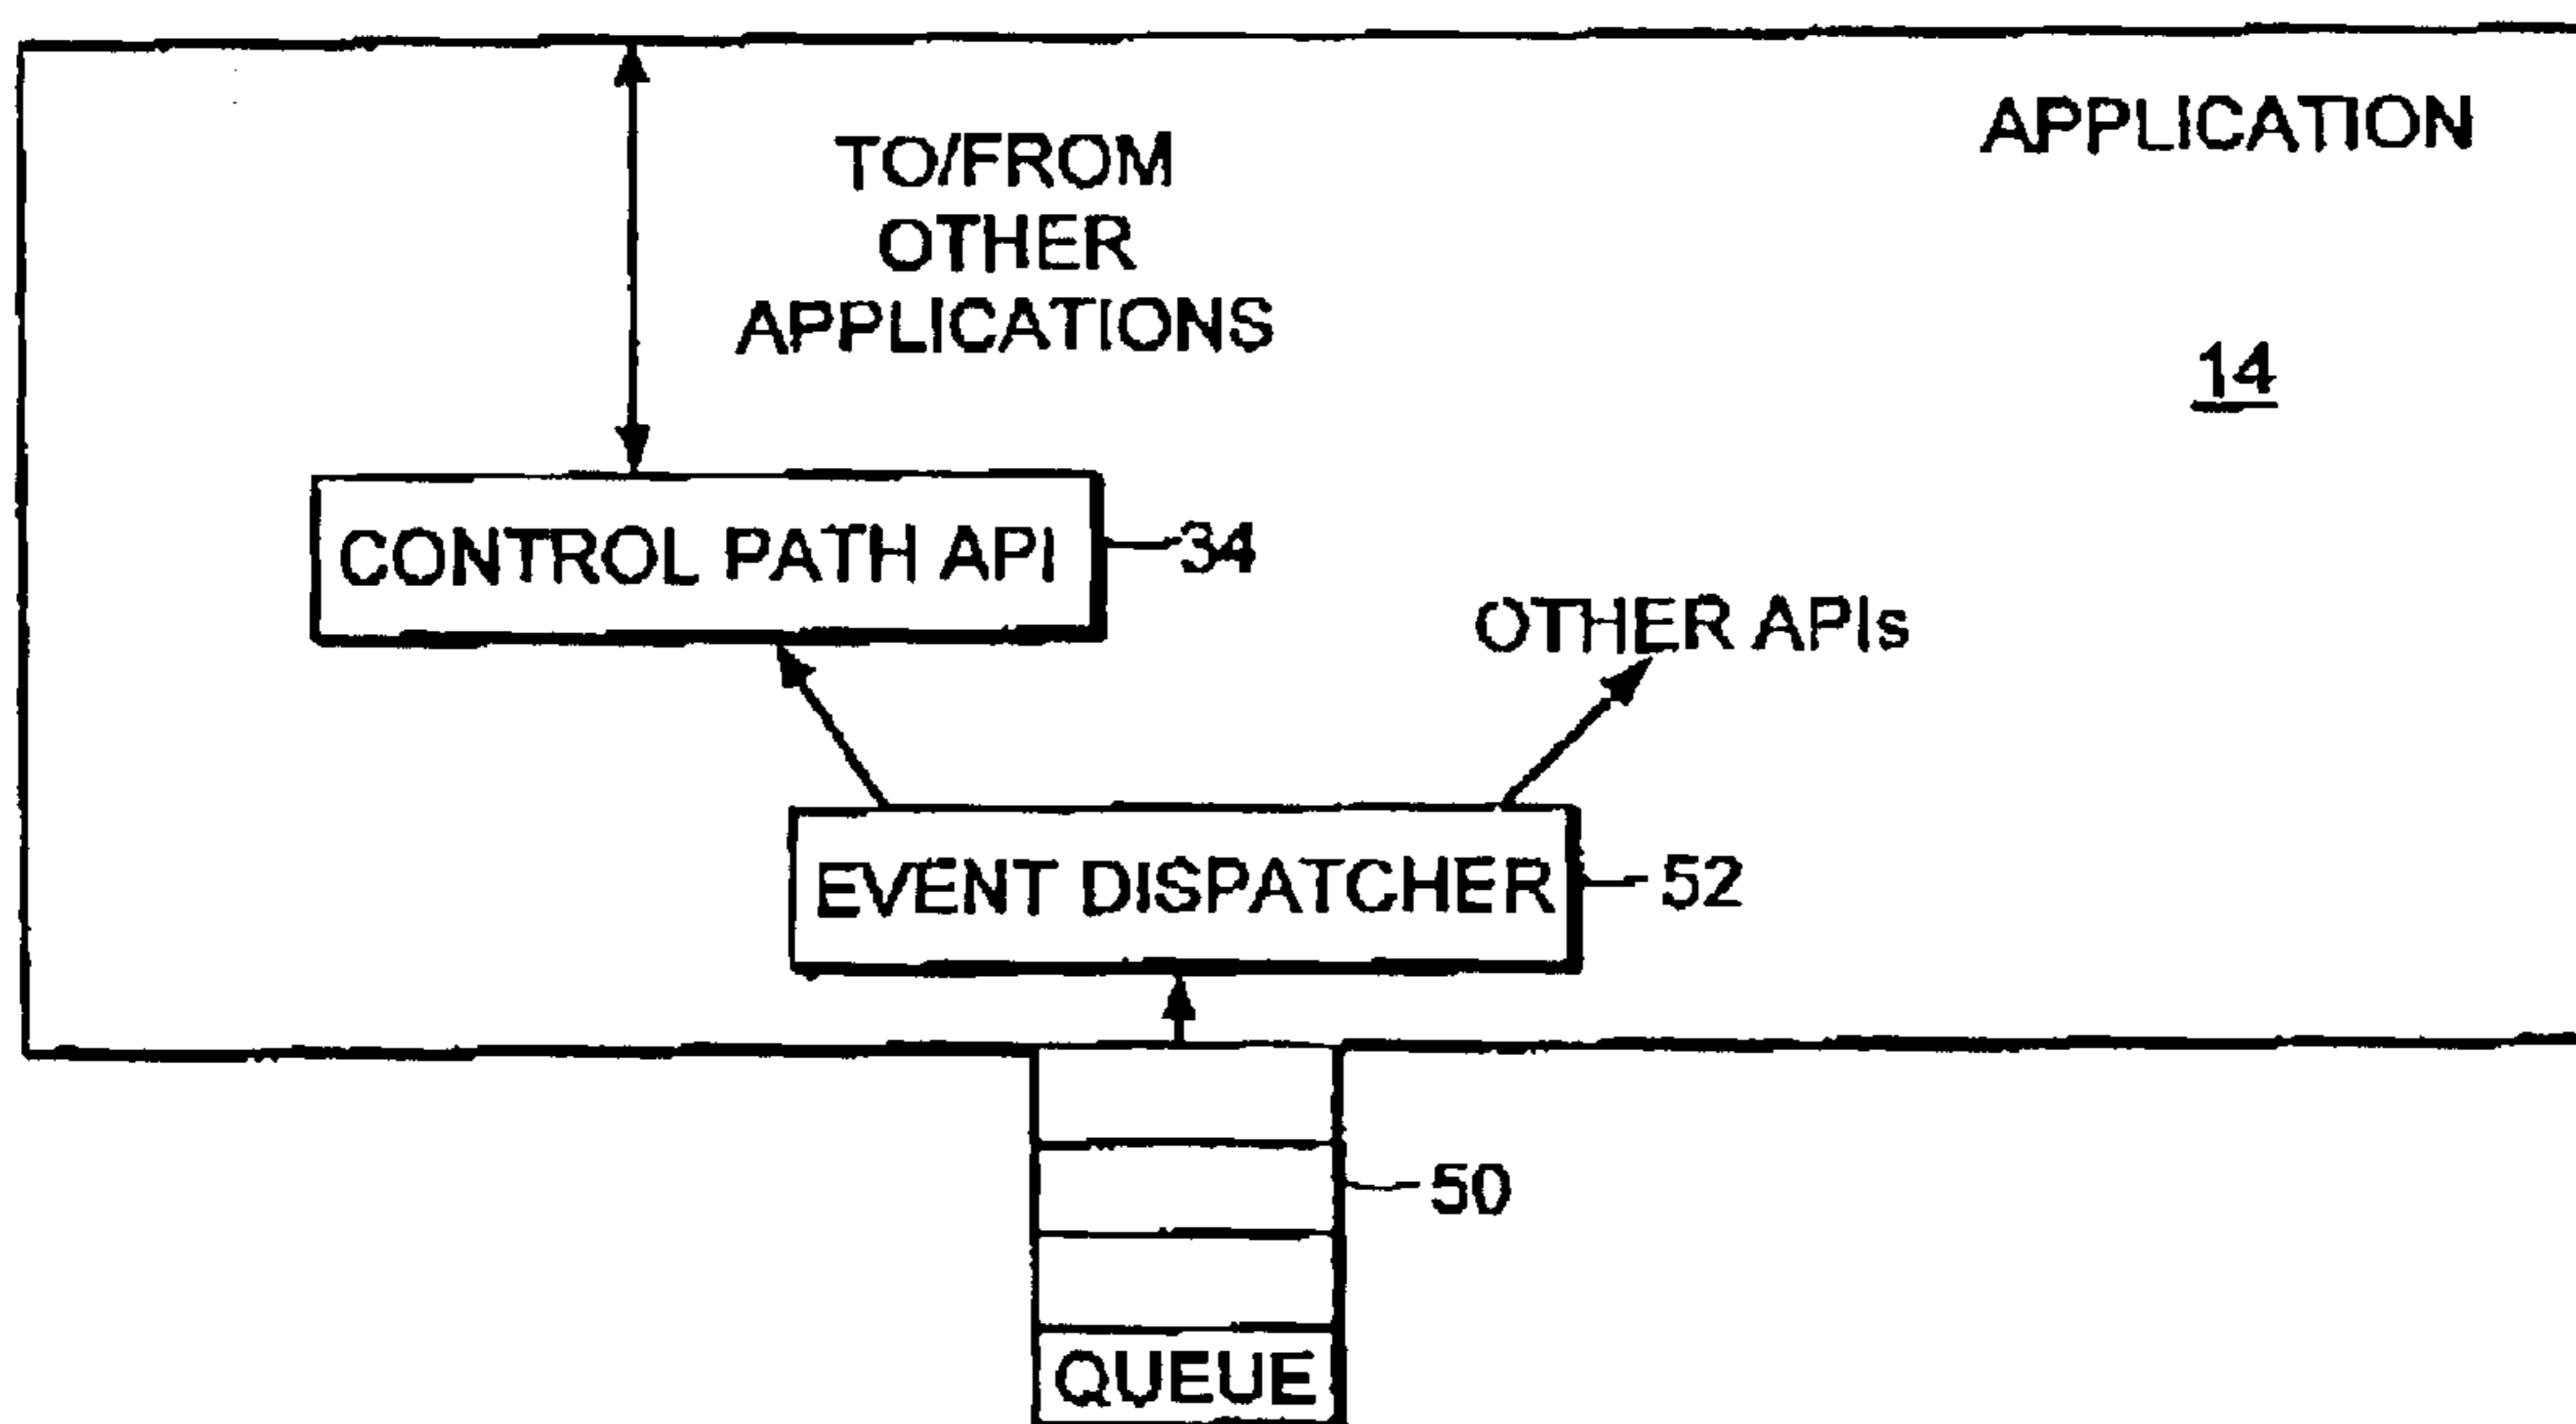 APPLICATION
TO/FROM
OTHER
APPLICATIONS
14
CONTROL PATH API
34
OTHER APIs
EVENT DISPATCHER
52
50
QUEUE